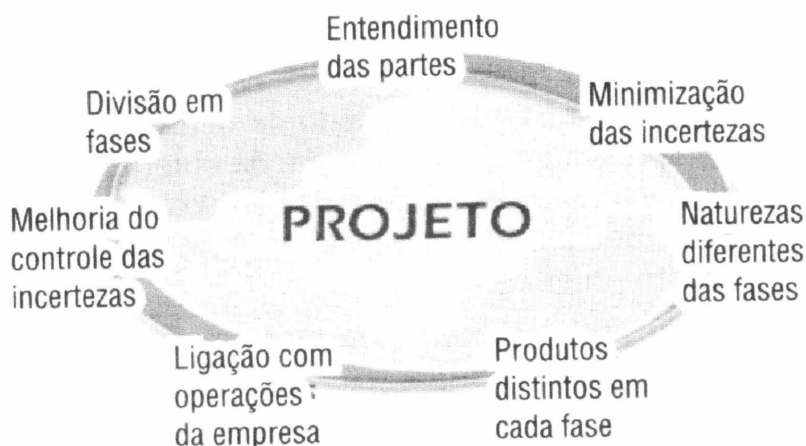 Entendimento
das partes
Divisão em
fases
Minimização
das incertezas
Melhoria do
controle das
incertezas
PROJETO
Naturezas
diferentes
das fases
Ligação com
operações
da empresa
Produtos
distintos em
cada fase